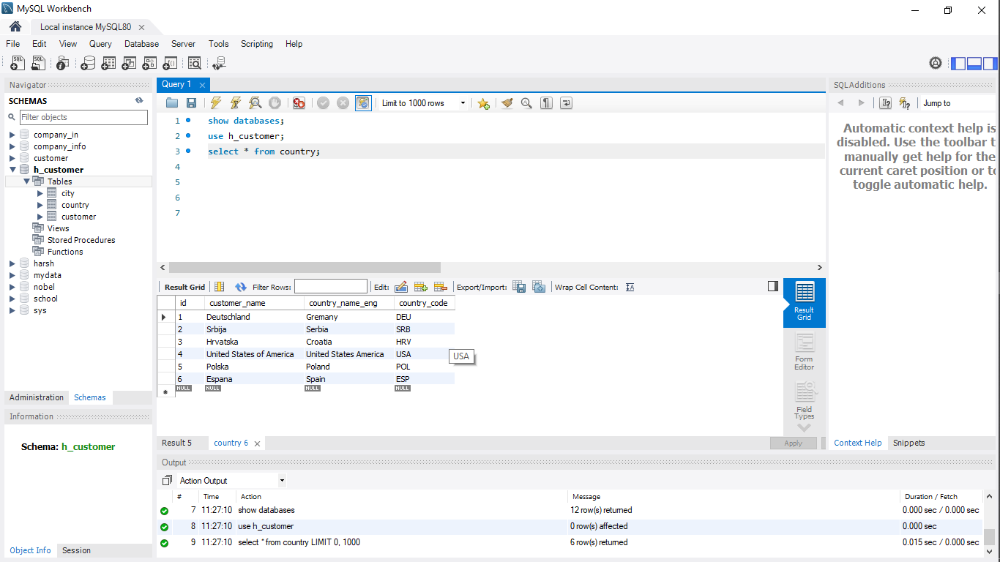 MySQL Workbench
Local instance MySQL80
File Edit View Query Database Server Tools Scripting Help
Navigator
SCHEMAS
Filter objects
company_in
company_info
customer
h_customer
Tables
city
country
customer
Views
Stored Procedures
Functions
harsh
mydata
nobel
school
sys
Administration Schemas
Information
Schema: h_customer
Object Info Session
Query 1
Limit to 1000 rows
1 show databases;
2 use h_customer;
3 select * from country;
4
5
6
7
Result Grid Filter Rows: Edit: Export/Import: Wrap Cell Content:
id customer_name country_name_eng country_code
1 Deutschland Gremany DEU
2 Srbija Serbia SRB
3 Hrvatska Croatia HRV
4 United States of America United States America USA
5 Polska Poland POL
6 Espana Spain ESP
NULL NULL NULL NULL
USA
Result Grid
Form Editor
Field Types
Result 5 country 6 Apply
SQLAdditions
Jump to
Automatic context help is
disabled. Use the toolbar t
manually get help for the
current caret position or to
toggle automatic help.
Context Help Snippets
Output
Action Output
# Time Action Message Duration / Fetch
7 11:27:10 show databases 12 row(s) returned 0.000 sec / 0.000 sec
8 11:27:10 use h_customer 0 row(s) affected 0.000 sec
9 11:27:10 select * from country LIMIT 0, 1000 6 row(s) returned 0.015 sec / 0.000 sec